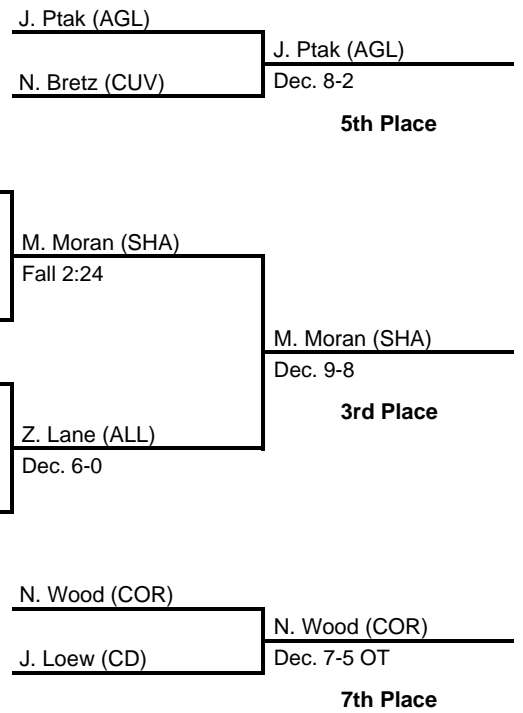 J. Ptak (AGL)
J. Ptak (AGL)
N. Bretz (CUV)
Dec. 8-2
5th Place
M. Moran (SHA)
Fall 2:24
M. Moran (SHA)
Dec. 9-8
3rd Place
Z. Lane (ALL)
Dec. 6-0
N. Wood (COR)
N. Wood (COR)
J. Loew (CD)
Dec. 7-5 OT
7th Place